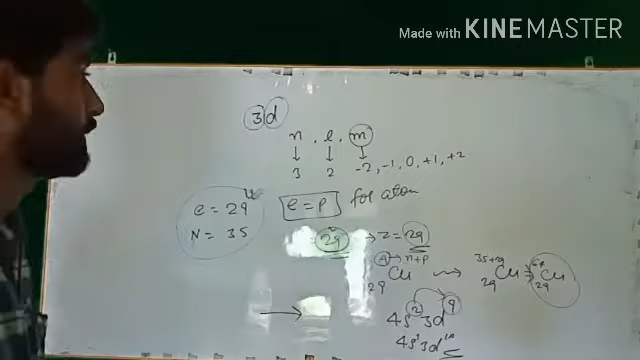 Made with KINEMASTER
3d
n, l, m
3 2 -2, -1, 0, +1, +2
e = 29
e = p for atom
N = 35
29 → Z = 29
A → n+p
29 Cu ⇝ 35+29 29 Cu ⇒ 64 29 Cu
4s² 3d⁹
4s¹ 3d¹⁰